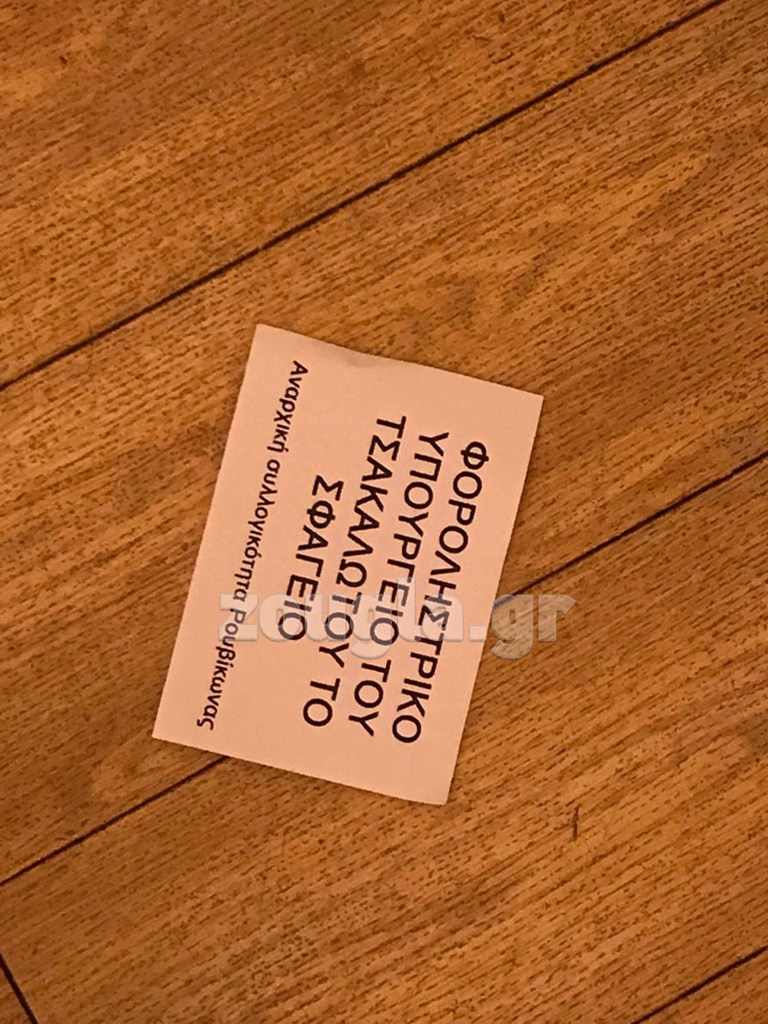 ΦΟΡΟΛΗΣΤΡΙΚΟ
ΥΠΟΥΡΓΕΙΟ ΤΟΥ
ΤΣΑΚΑΛΩΤΟΥ ΤΟ
ΣΦΑΓΕΙΟ
Αναρχική συλλογικότητα Ρουβίκωνας
zougla.gr